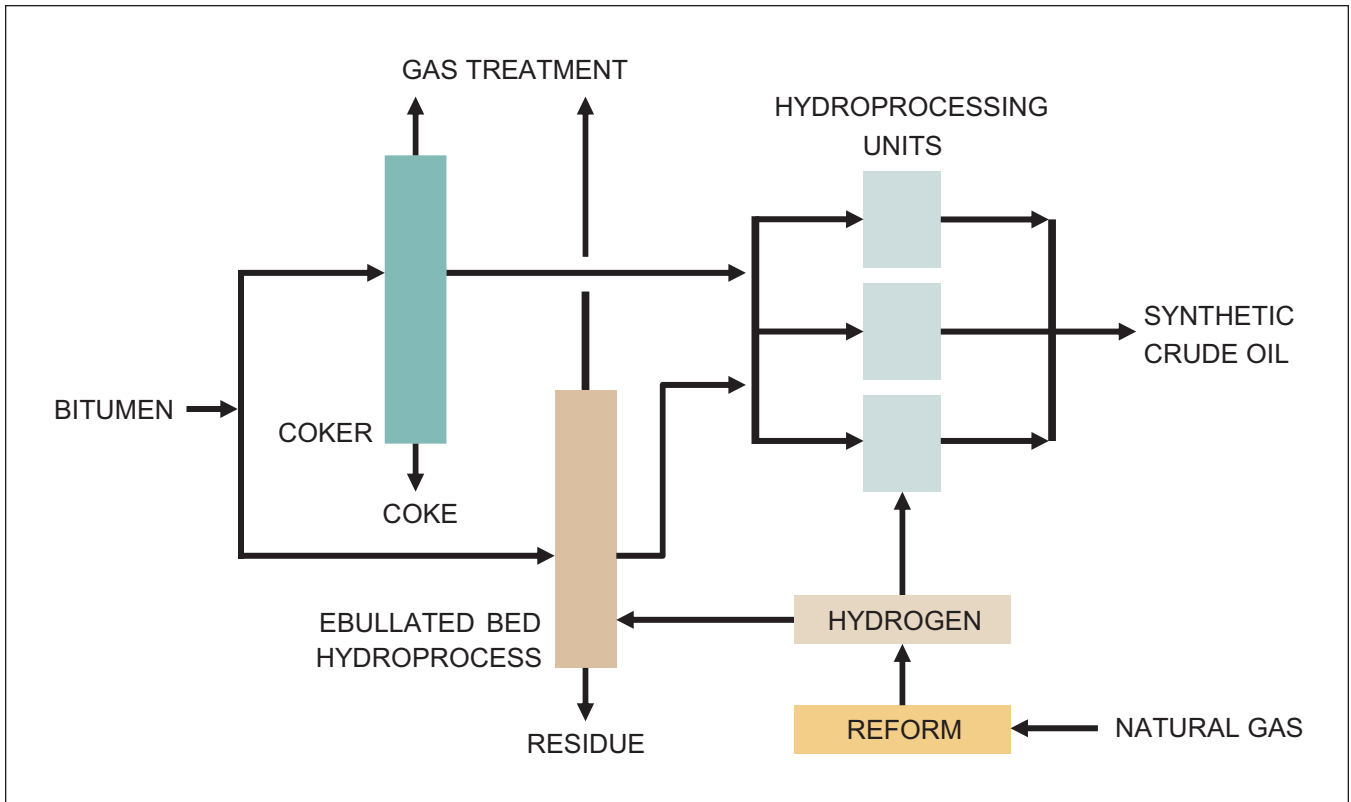 GAS TREATMENT
HYDROPROCESSING
UNITS
SYNTHETIC
CRUDE OIL
BITUMEN
COKER
COKE
EBULLATED BED
HYDROPROCESS
HYDROGEN
RESIDUE
REFORM
NATURAL GAS